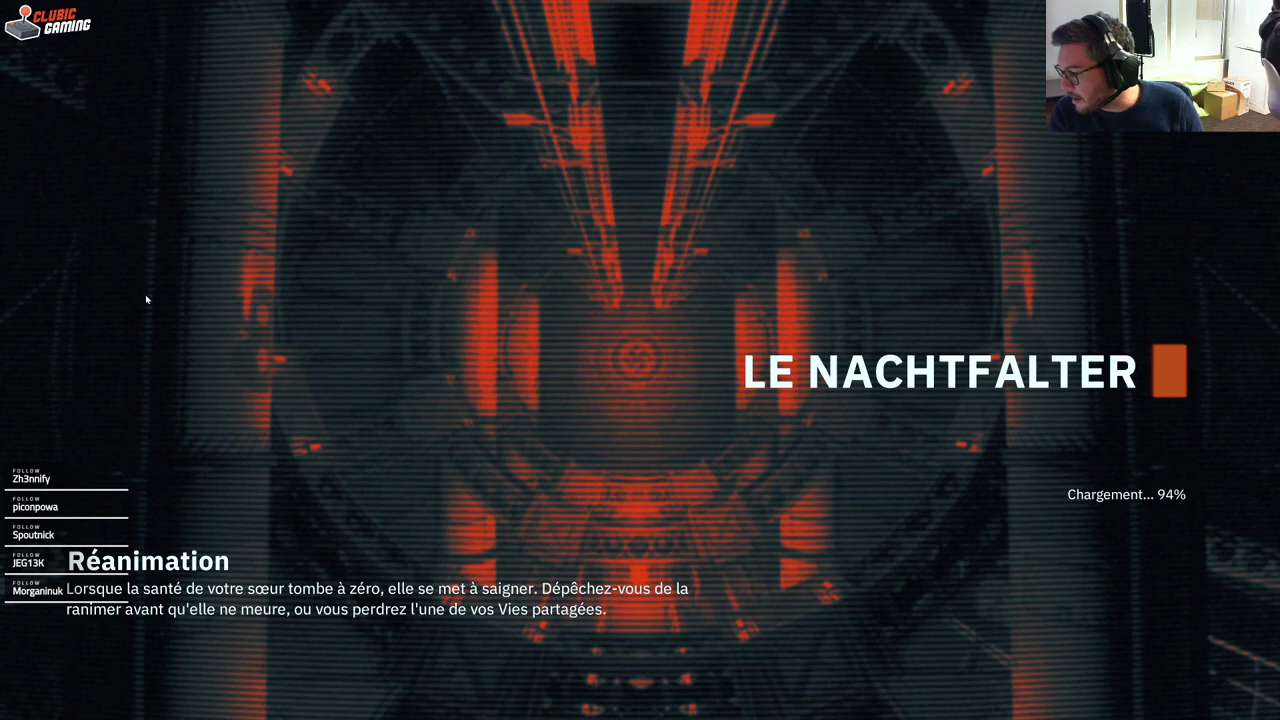 CLUBIC
GAMING
LE NACHTFALTER
Chargement... 94%
FOLLOW
Zh3nnify
FOLLOW
piconpowa
FOLLOW
Spoutnick
FOLLOW
JEG13K
FOLLOW
Morganinuk
Réanimation
Lorsque la santé de votre sœur tombe à zéro, elle se met à saigner. Dépêchez-vous de la
ranimer avant qu'elle ne meure, ou vous perdrez l'une de vos Vies partagées.